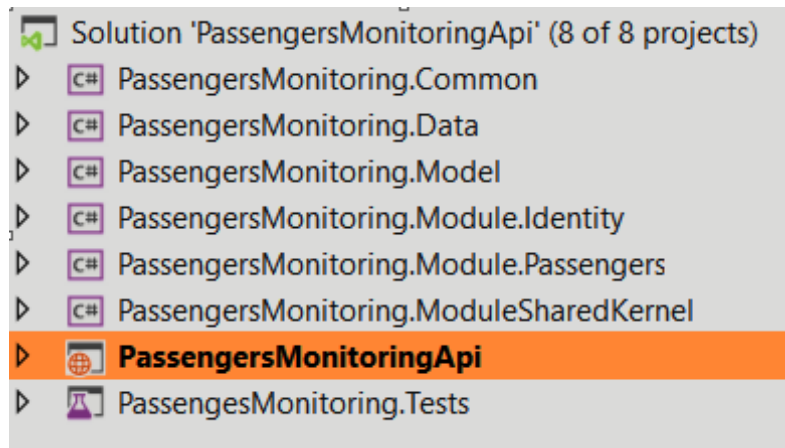 Solution 'PassengersMonitoringApi' (8 of 8 projects)
C# PassengersMonitoring.Common
C# PassengersMonitoring.Data
C# PassengersMonitoring.Model
C# PassengersMonitoring.Module.Identity
C# PassengersMonitoring.Module.Passengers
C# PassengersMonitoring.ModuleSharedKernel
PassengersMonitoringApi
PassengesMonitoring.Tests